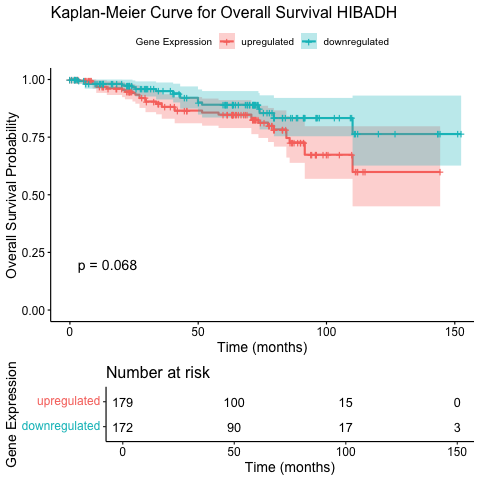 Kaplan-Meier Curve for Overall Survival HIBADH
Gene Expression upregulated downregulated
Overall Survival Probability
1.00
0.75
0.50
0.25
0.00
p = 0.068
0 50 100 150
Time (months)
Number at risk
Gene Expression
upregulated 179 100 15 0
downregulated 172 90 17 3
0 50 100 150
Time (months)